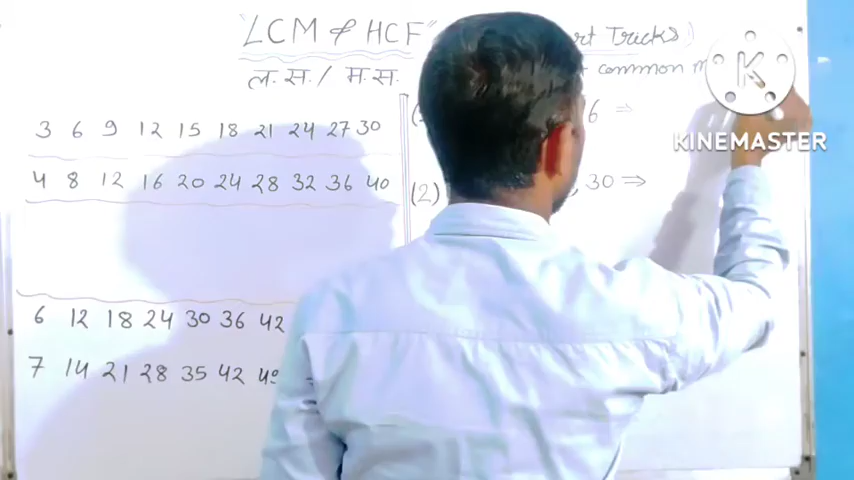 "LCM & HCF" Tricks)
ल.स. / म.स. common
3 6 9 12 15 18 21 24 27 30
4 8 12 16 20 24 28 32 36 40
6 ⇒
(2) , 30 ⇒
6 12 18 24 30 36 42
7 14 21 28 35 42
K
KINEMASTER